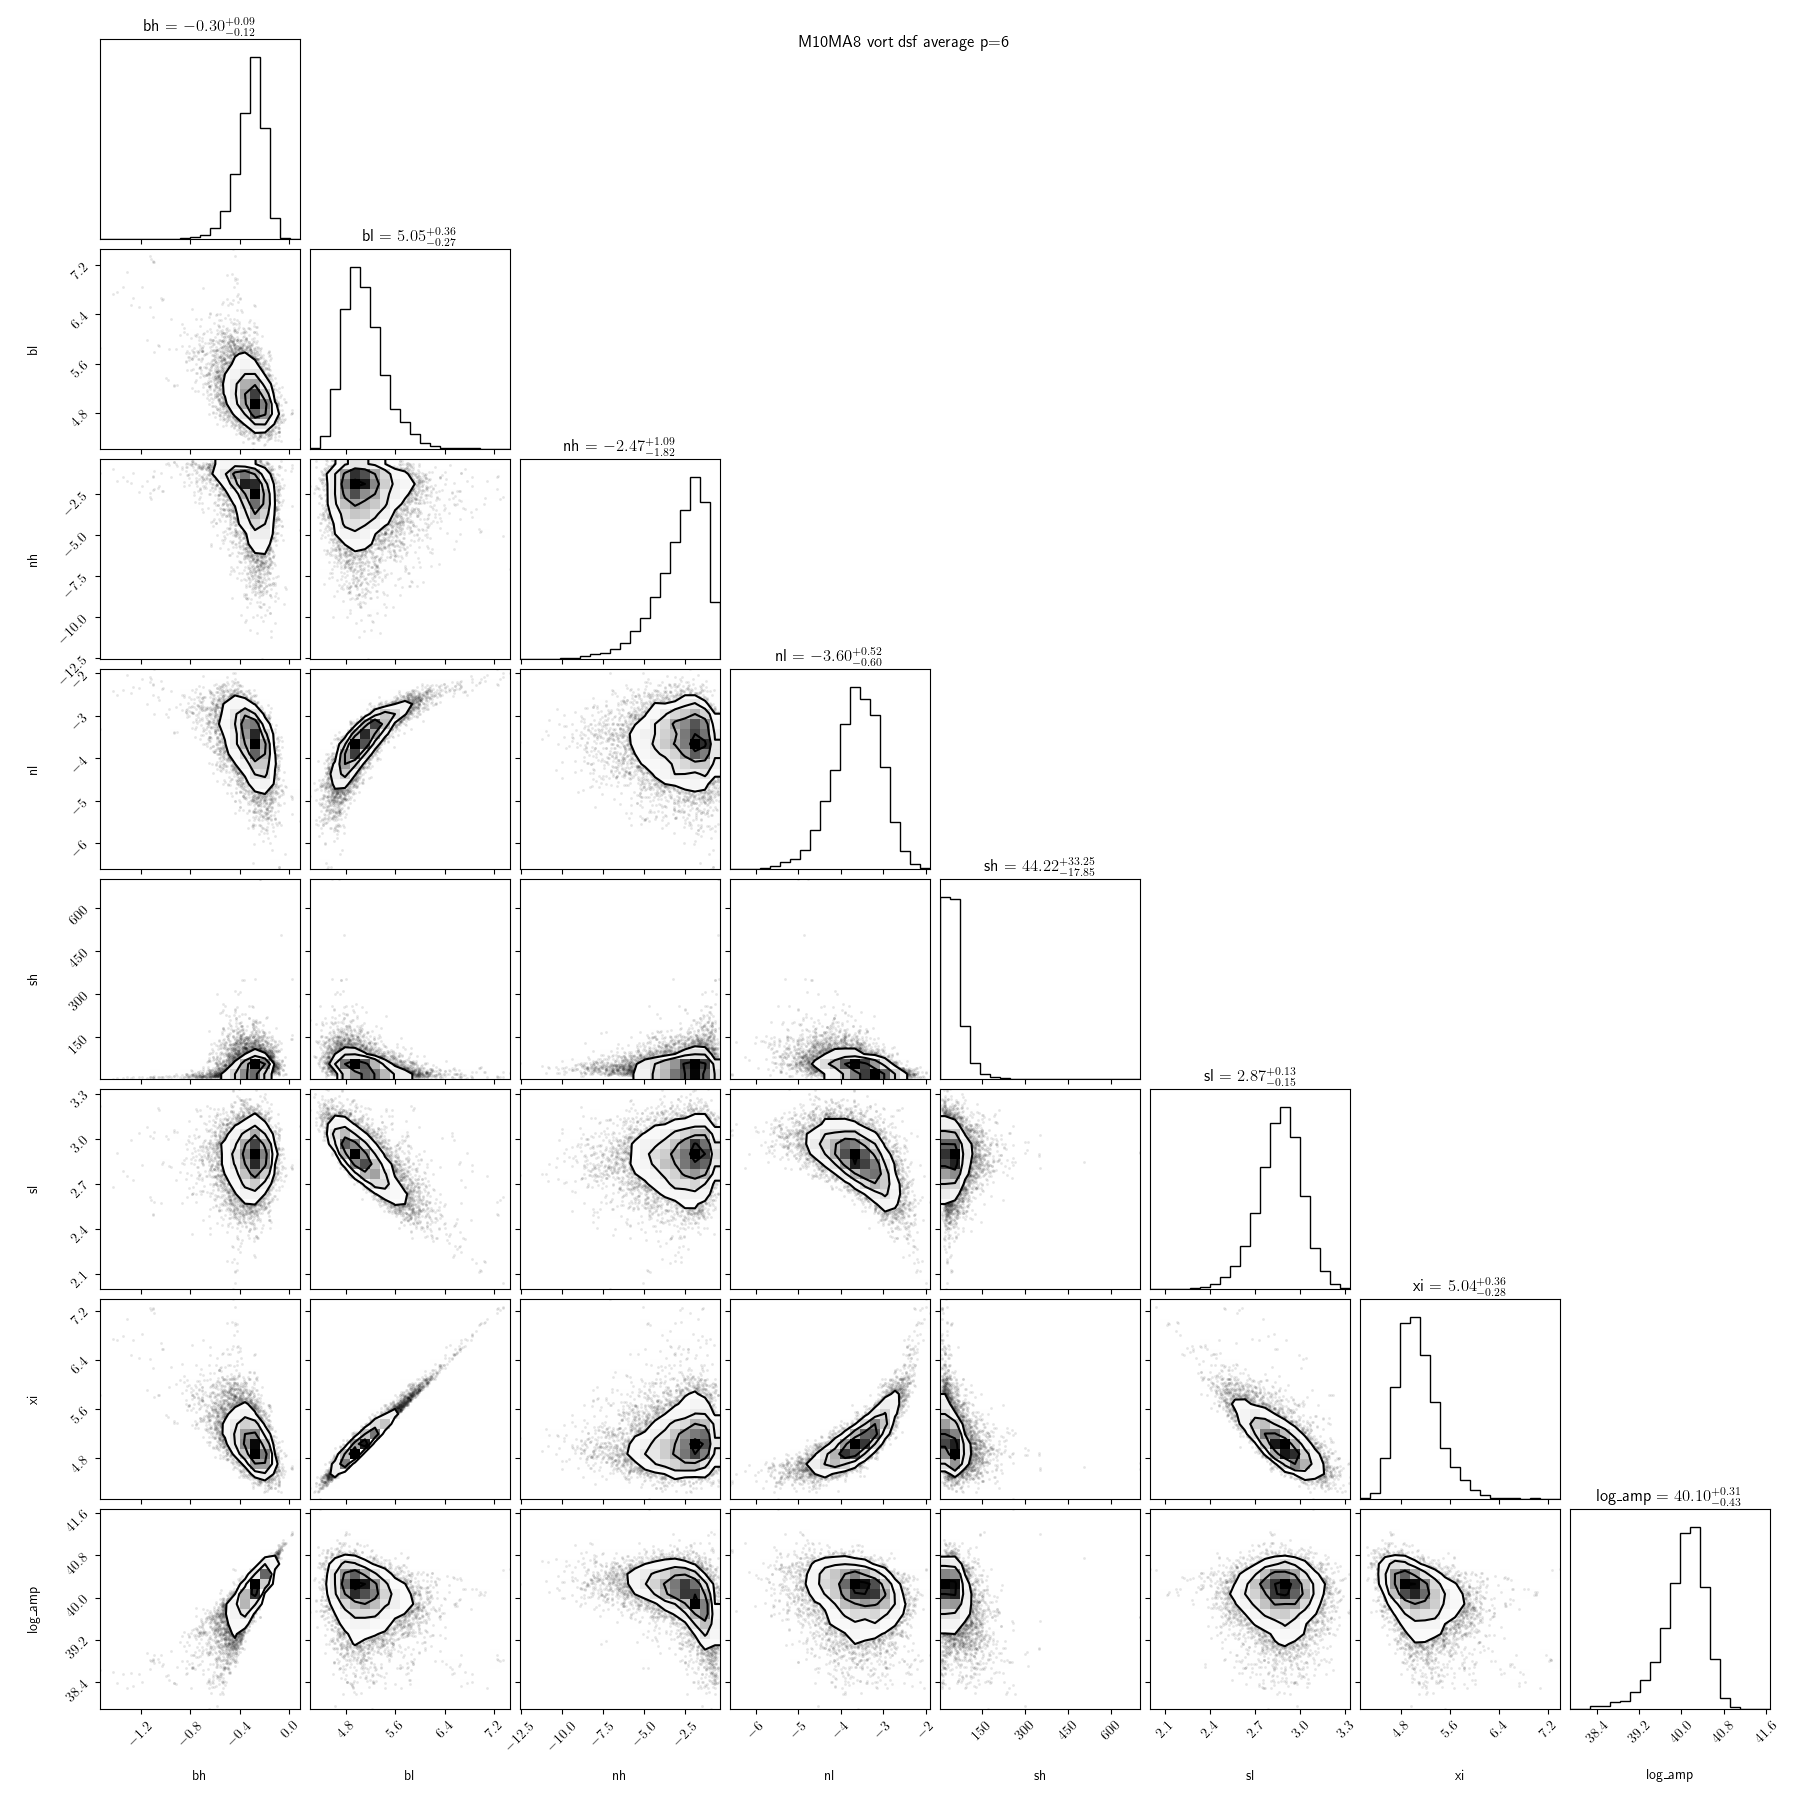 M10MA8 vort dsf average p=6
bh = −0.30 +0.09 −0.12
bl = 5.05 +0.36 −0.27
nh = −2.47 +1.09 −1.82
nl = −3.60 +0.52 −0.60
sh = 44.22 +33.25 −17.85
sl = 2.87 +0.13 −0.15
xi = 5.04 +0.36 −0.28
log_amp = 40.10 +0.31 −0.43
bl
7.2
6.4
5.6
4.8
nh
−2.5
−5.0
−7.5
−10.0
−12.5
nl
−2
−3
−4
−5
−6
sh
600
450
300
150
sl
3.3
3.0
2.7
2.4
2.1
xi
7.2
6.4
5.6
4.8
log_amp
41.6
40.8
40.0
39.2
38.4
−1.2 −0.8 −0.4 0.0 4.8 5.6 6.4 7.2 −12.5 −10.0 −7.5 −5.0 −2.5 −6 −5 −4 −3 −2 150 300 450 600 2.1 2.4 2.7 3.0 3.3 4.8 5.6 6.4 7.2 38.4 39.2 40.0 40.8 41.6
bh bl nh nl sh sl xi log_amp